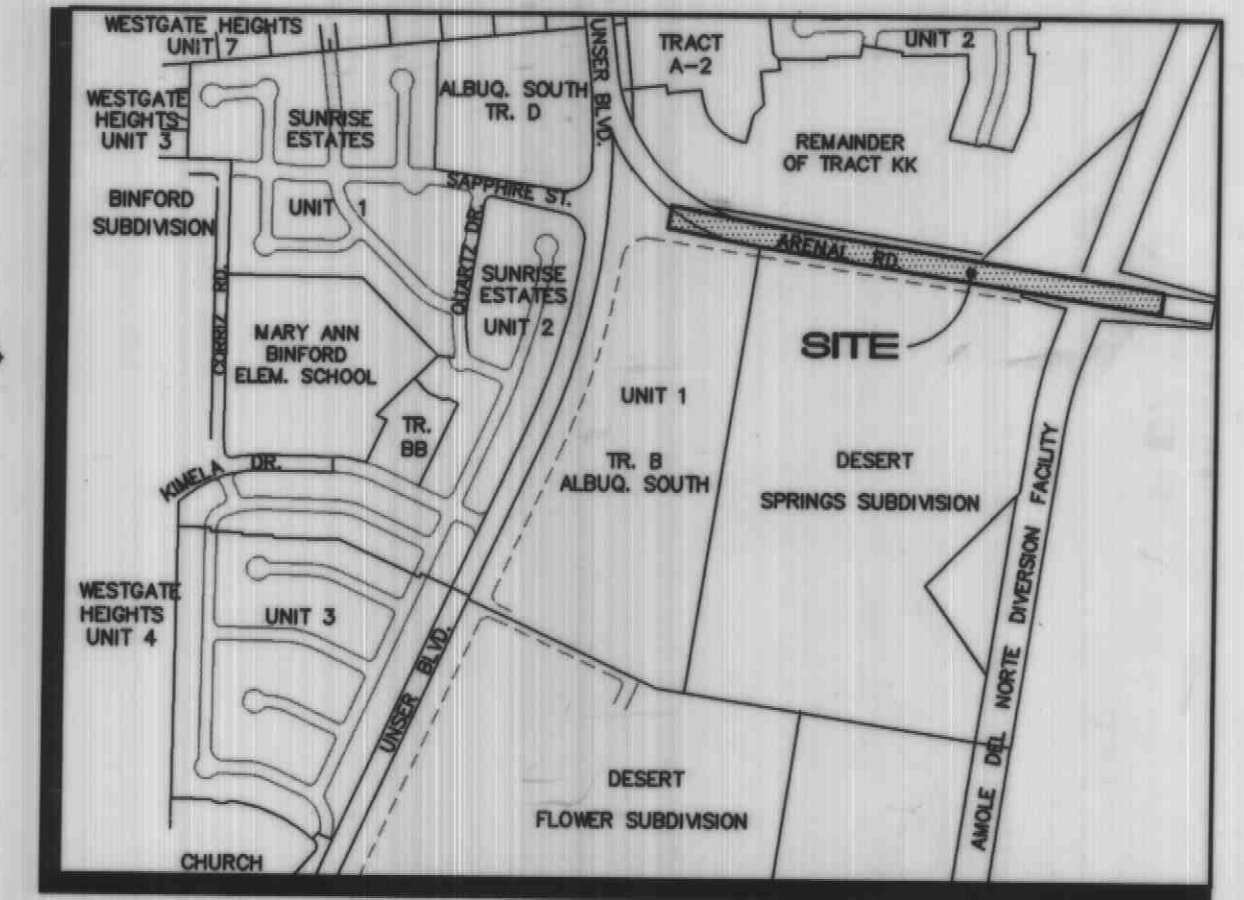 WESTGATE HEIGHTS
UNIT 7
WESTGATE
HEIGHTS
UNIT 3
SUNRISE
ESTATES
ALBUQ. SOUTH
TR. D
UNSER BLVD.
TRACT
A-2
UNIT 2
REMAINDER
OF TRACT KK
BINFORD
SUBDIVISION
UNIT 1
SAPPHIRE ST.
QUARTZ DR.
SUNRISE
ESTATES
UNIT 2
ARENAL RD.
SITE
CORRIZ RD.
MARY ANN
BINFORD
ELEM. SCHOOL
TR.
BB
UNIT 1
TR. B
ALBUQ. SOUTH
DESERT
SPRINGS SUBDIVISION
KIMELA DR.
WESTGATE
HEIGHTS
UNIT 4
UNIT 3
UNSER BLVD.
AMOLE DEL NORTE DIVERSION FACILITY
DESERT
FLOWER SUBDIVISION
CHURCH